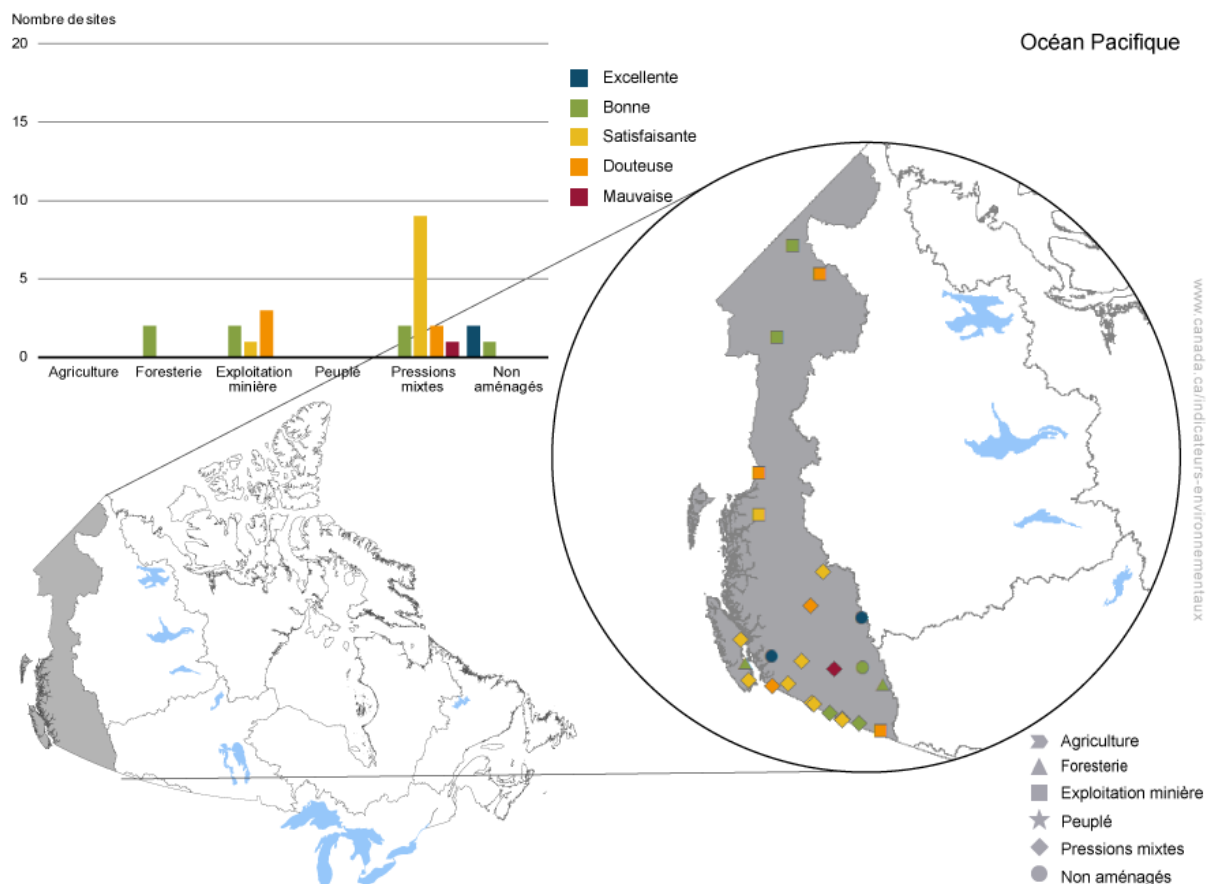 Nombre de sites
20
15
10
5
0
Agriculture
Foresterie
Exploitation
minière
Peuplé
Pressions
mixtes
Non
aménagés
Excellente
Bonne
Satisfaisante
Douteuse
Mauvaise
Océan Pacifique
www.canada.ca/indicateurs-environnementaux
Agriculture
Foresterie
Exploitation minière
Peuplé
Pressions mixtes
Non aménagés